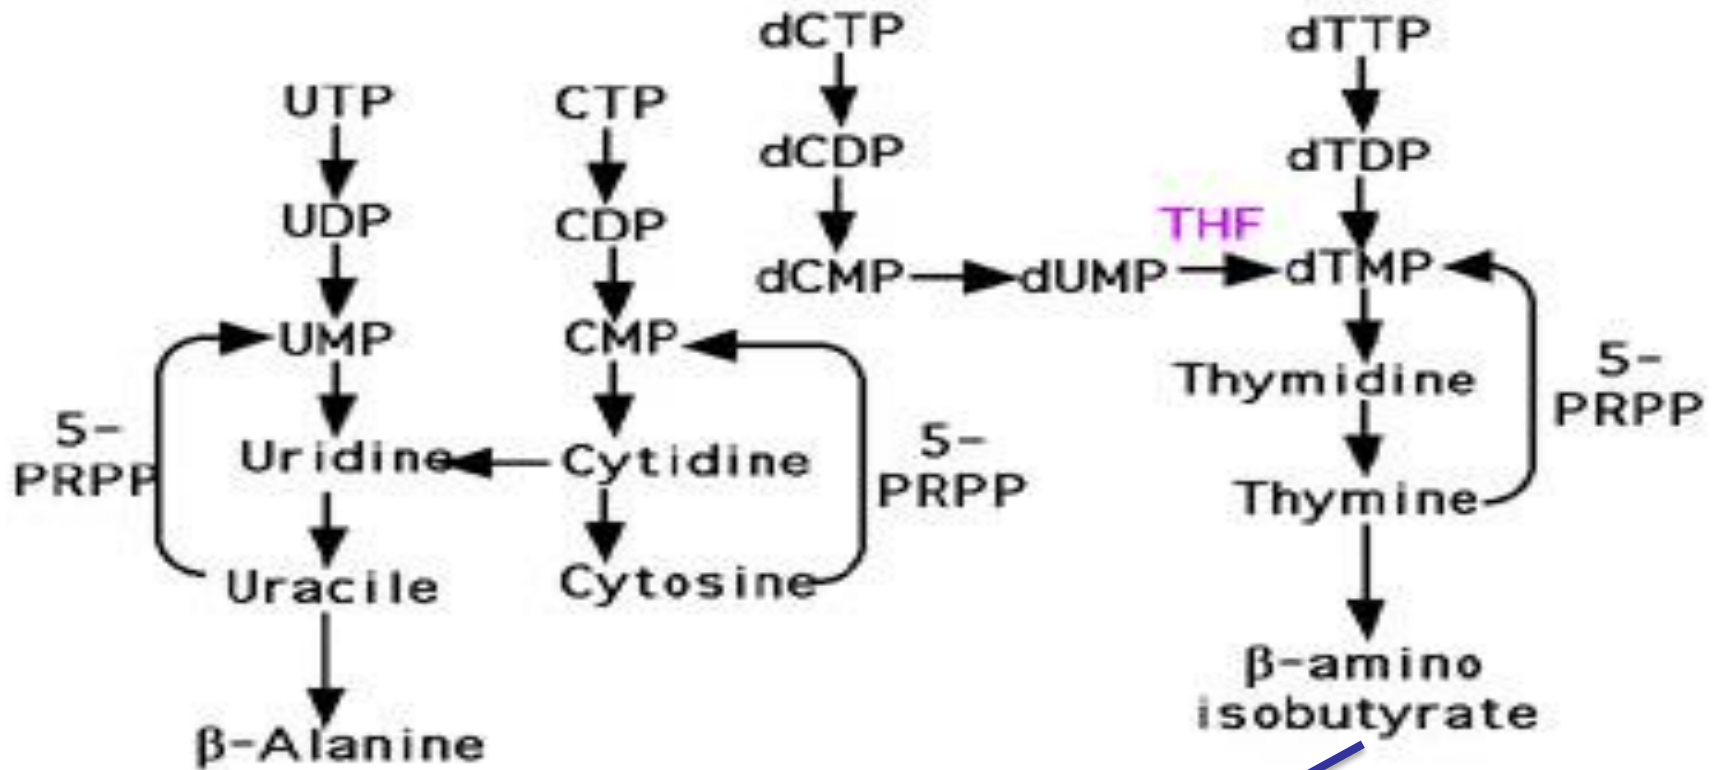 dCTP
dTTP
UTP
CTP
dCDP
dTDP
UDP
CDP
THF
dCMP
dUMP
dTMP
UMP
CMP
5-
PRPP
Thymidine
5-
PRPP
5-
PRPP
Uridine
Cytidine
Thymine
Uracile
Cytosine
β-amino
isobutyrate
β-Alanine